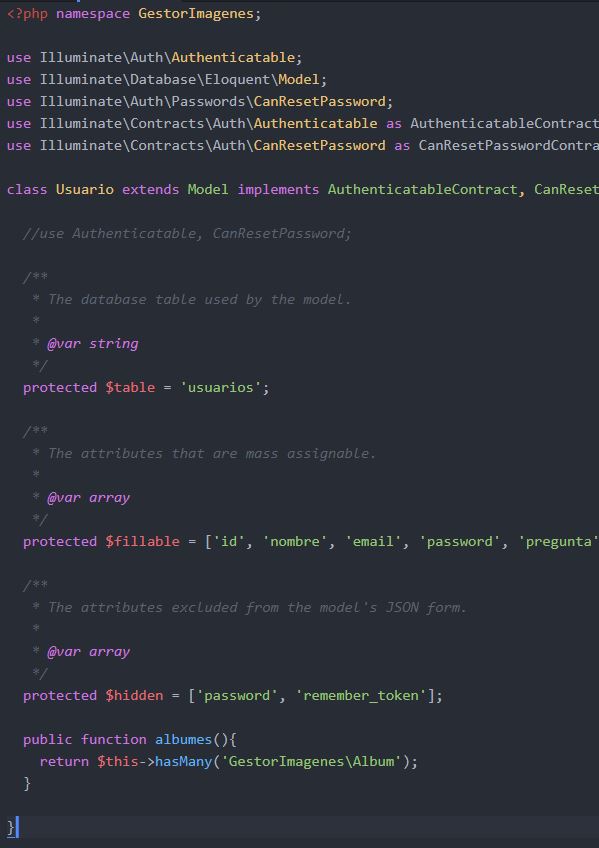 <?php namespace GestorImagenes;
use Illuminate\Auth\Authenticatable;
use Illuminate\Database\Eloquent\Model;
use Illuminate\Auth\Passwords\CanResetPassword;
use Illuminate\Contracts\Auth\Authenticatable as AuthenticatableContract
use Illuminate\Contracts\Auth\CanResetPassword as CanResetPasswordContra
class Usuario extends Model implements AuthenticatableContract, CanReset
//use Authenticatable, CanResetPassword;
/**
* The database table used by the model.
*
* @var string
*/
protected $table = 'usuarios';
/**
* The attributes that are mass assignable.
*
* @var array
*/
protected $fillable = ['id', 'nombre', 'email', 'password', 'pregunta'
/**
* The attributes excluded from the model's JSON form.
*
* @var array
*/
protected $hidden = ['password', 'remember_token'];
public function albumes(){
return $this->hasMany('GestorImagenes\Album');
}
}